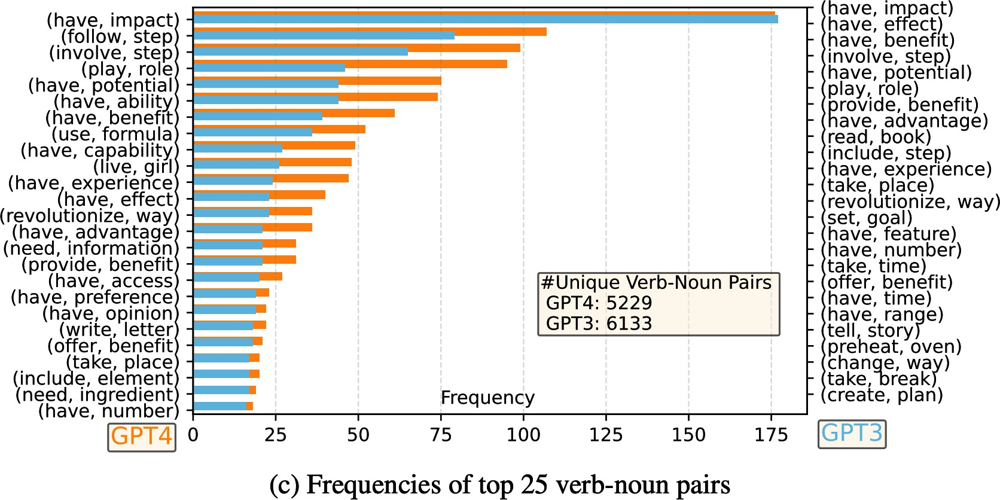 (have, impact)
(follow, step)
(involve, step)
(play, role)
(have, potential)
(have, ability)
(have, benefit)
(use, formula)
(have, capability)
(live, girl)
(have, experience)
(have, effect)
(revolutionize, way)
(have, advantage)
(need, information)
(provide, benefit)
(have, access)
(have, preference)
(have, opinion)
(write, letter)
(offer, benefit)
(take, place)
(include, element)
(need, ingredient)
(have, number)
(have, impact)
(have, effect)
(have, benefit)
(involve, step)
(have, potential)
(play, role)
(provide, benefit)
(have, advantage)
(read, book)
(include, step)
(have, experience)
(take, place)
(revolutionize, way)
(set, goal)
(have, feature)
(have, number)
(take, time)
(offer, benefit)
(have, time)
(have, range)
(tell, story)
(preheat, oven)
(change, way)
(take, break)
(create, plan)
#Unique Verb-Noun Pairs
GPT4: 5229
GPT3: 6133
Frequency
GPT4
0 25 50 75 100 125 150 175
GPT3
(c) Frequencies of top 25 verb-noun pairs